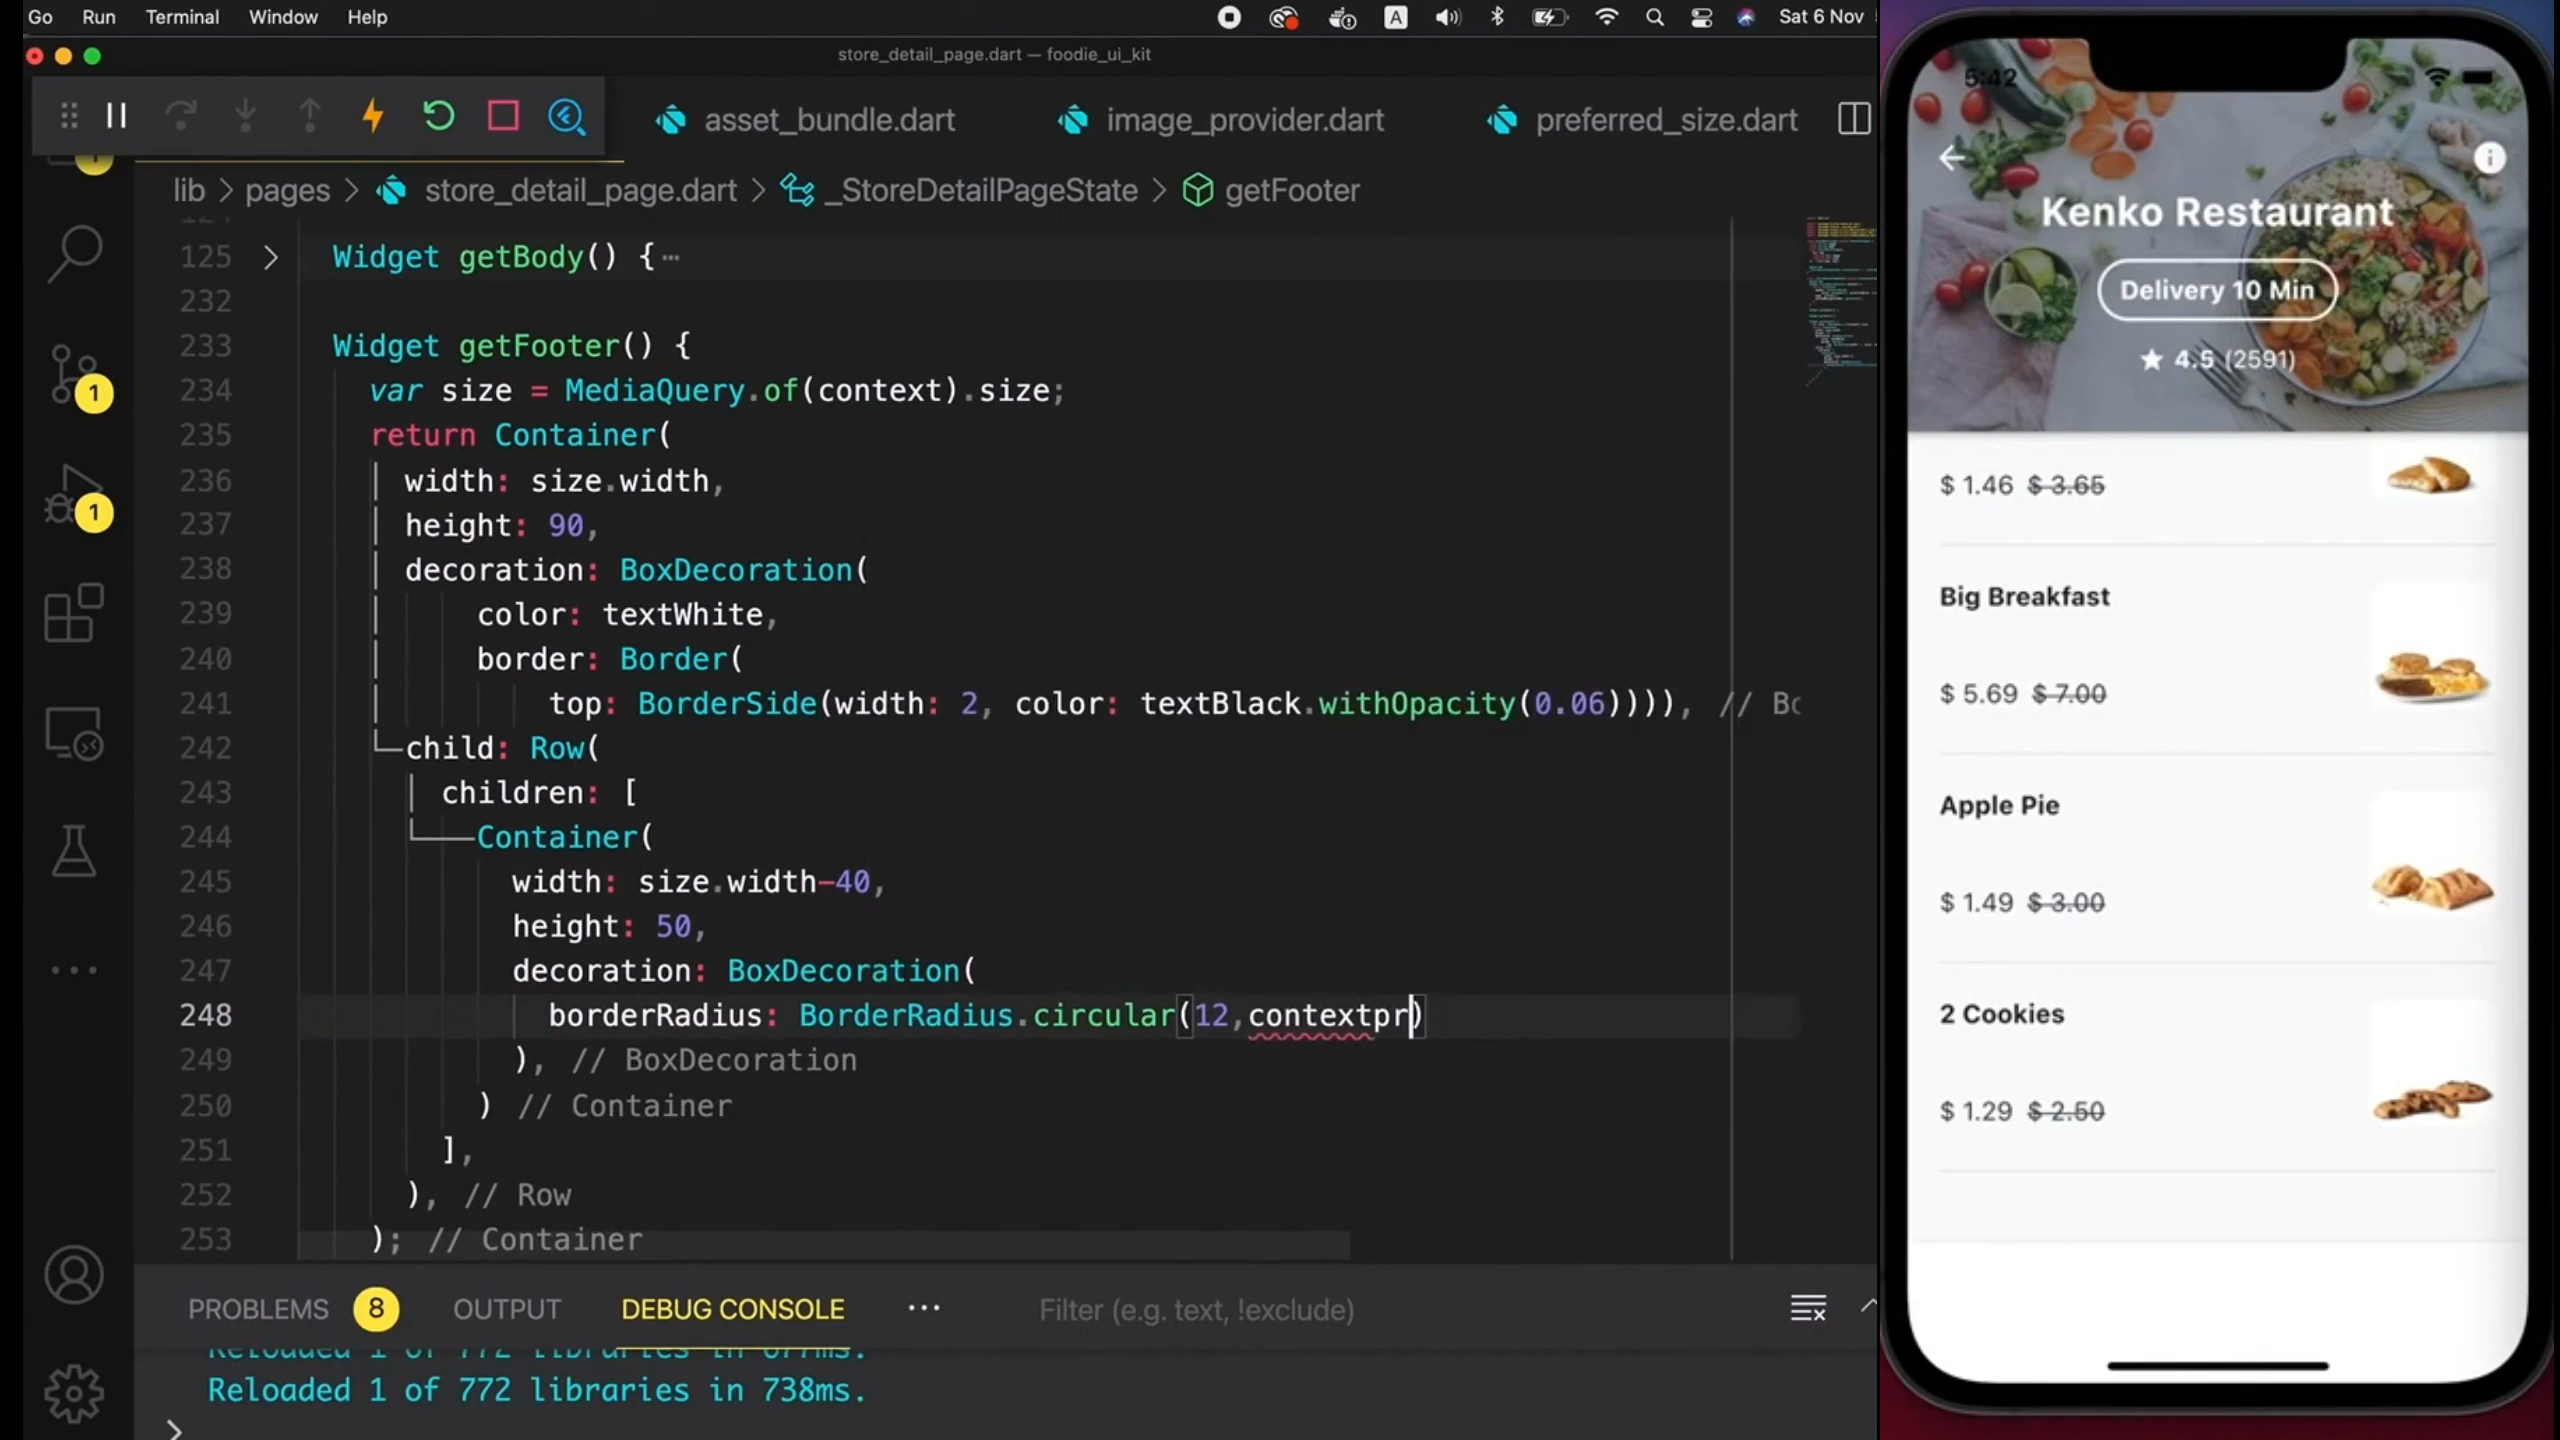 Go Run Terminal Window Help
A
Sat 6 Nov
store_detail_page.dart — foodie_ui_kit
asset_bundle.dart
image_provider.dart
preferred_size.dart
lib > pages > store_detail_page.dart > _StoreDetailPageState > getFooter
125 Widget getBody() {⋯
232
233 Widget getFooter() {
234 var size = MediaQuery.of(context).size;
235 return Container(
236 width: size.width,
237 height: 90,
238 decoration: BoxDecoration(
239 color: textWhite,
240 border: Border(
241 top: BorderSide(width: 2, color: textBlack.withOpacity(0.06)))), // Bo
242 child: Row(
243 children: [
244 Container(
245 width: size.width-40,
246 height: 50,
247 decoration: BoxDecoration(
248 borderRadius: BorderRadius.circular(12,contextpr)
249 ), // BoxDecoration
250 ) // Container
251 ],
252 ), // Row
253 ); // Container
1
1
PROBLEMS 8 OUTPUT DEBUG CONSOLE ⋯ Filter (e.g. text, !exclude)
Reloaded 1 of 772 libraries in 677ms.
Reloaded 1 of 772 libraries in 738ms.
>
5:42
Kenko Restaurant
Delivery 10 Min
★ 4.5 (2591)
$ 1.46 $ 3.65
Big Breakfast
$ 5.69 $ 7.00
Apple Pie
$ 1.49 $ 3.00
2 Cookies
$ 1.29 $ 2.50